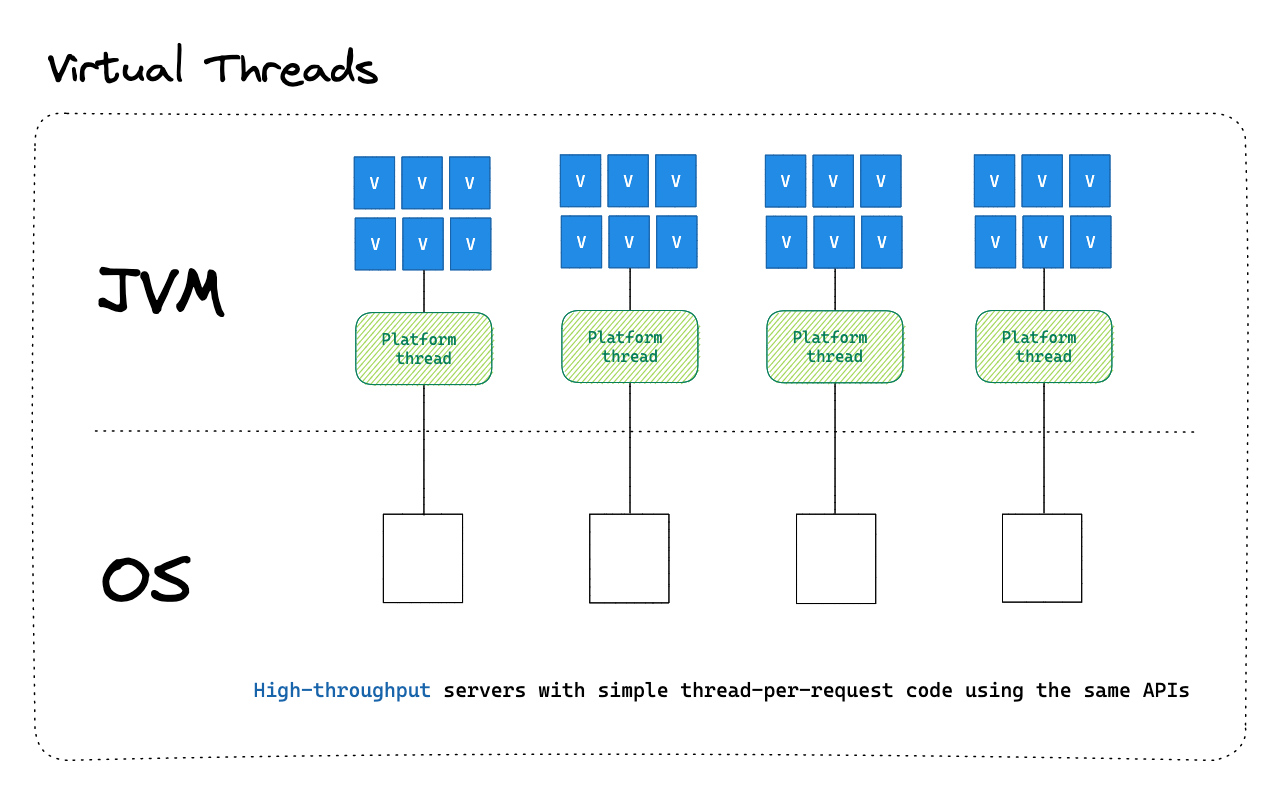 Virtual Threads
JVM
V V V V V V V V V V V V
V V V V V V V V V V V V
Platform Platform Platform Platform
thread thread thread thread
OS
High-throughput servers with simple thread-per-request code using the same APIs